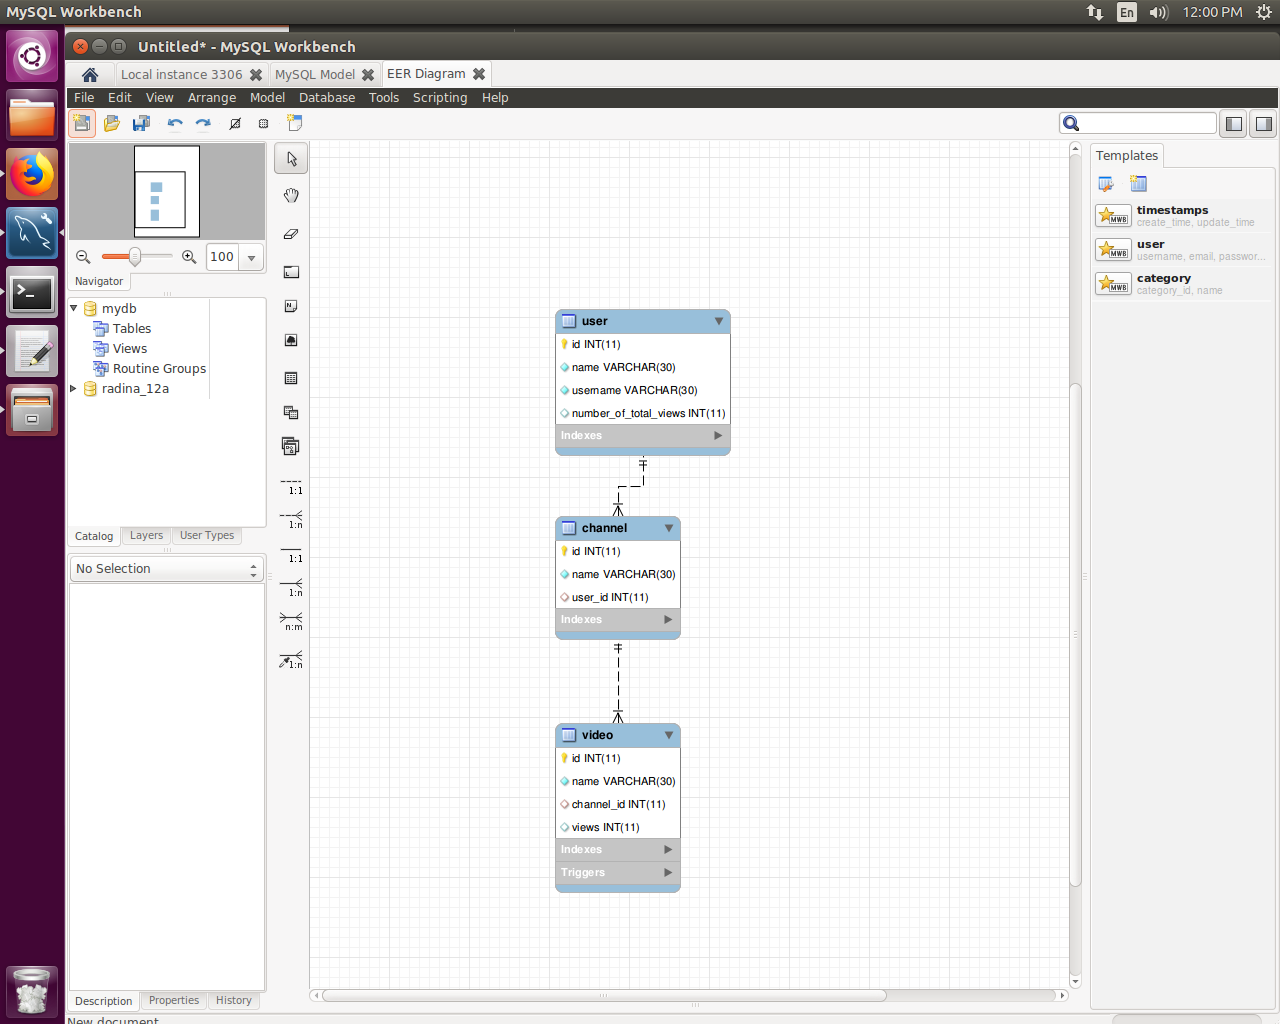 MySQL Workbench
En
12:00 PM
Untitled* - MySQL Workbench
Local instance 3306
MySQL Model
EER Diagram
File Edit View Arrange Model Database Tools Scripting Help
100
Navigator
mydb
Tables
Views
Routine Groups
radina_12a
Catalog Layers User Types
No Selection
Description Properties History
New document
1:1
1:n
1:1
1:n
n:m
1:n
user
id INT(11)
name VARCHAR(30)
username VARCHAR(30)
number_of_total_views INT(11)
Indexes
channel
id INT(11)
name VARCHAR(30)
user_id INT(11)
Indexes
video
id INT(11)
name VARCHAR(30)
channel_id INT(11)
views INT(11)
Indexes
Triggers
Templates
MWB
timestamps
create_time, update_time
MWB
user
username, email, passwor...
MWB
category
category_id, name